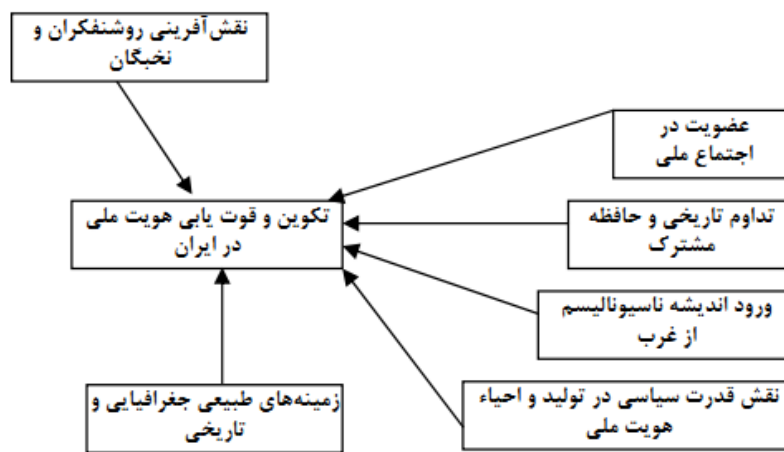 نقش‌آفرینی روشنفکران و
نخبگان
عضویت در
اجتماع ملی
تکوین و قوت یابی هویت ملی
در ایران
تداوم تاریخی و حافظه
مشترک
ورود اندیشه ناسیونالیسم
از غرب
نقش قدرت سیاسی در تولید و احیاء
هویت ملی
زمینه‌های طبیعی جغرافیایی و
تاریخی